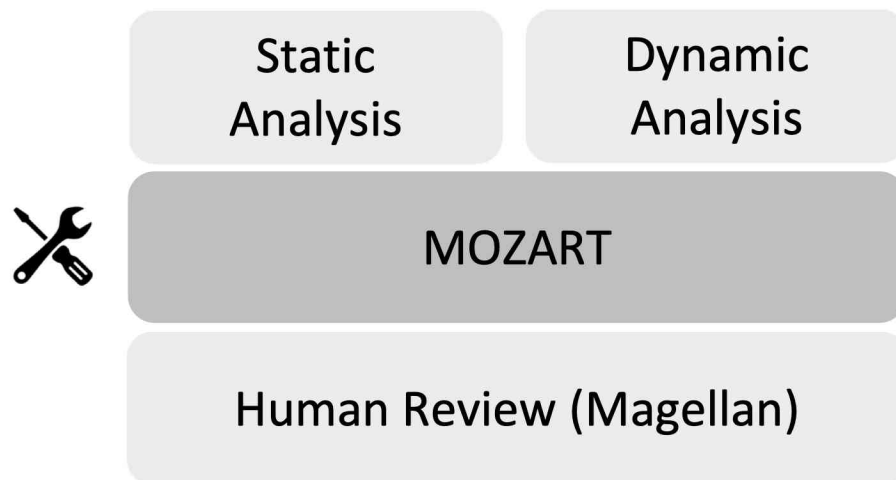 Static
Analysis
Dynamic
Analysis
MOZART
Human Review (Magellan)